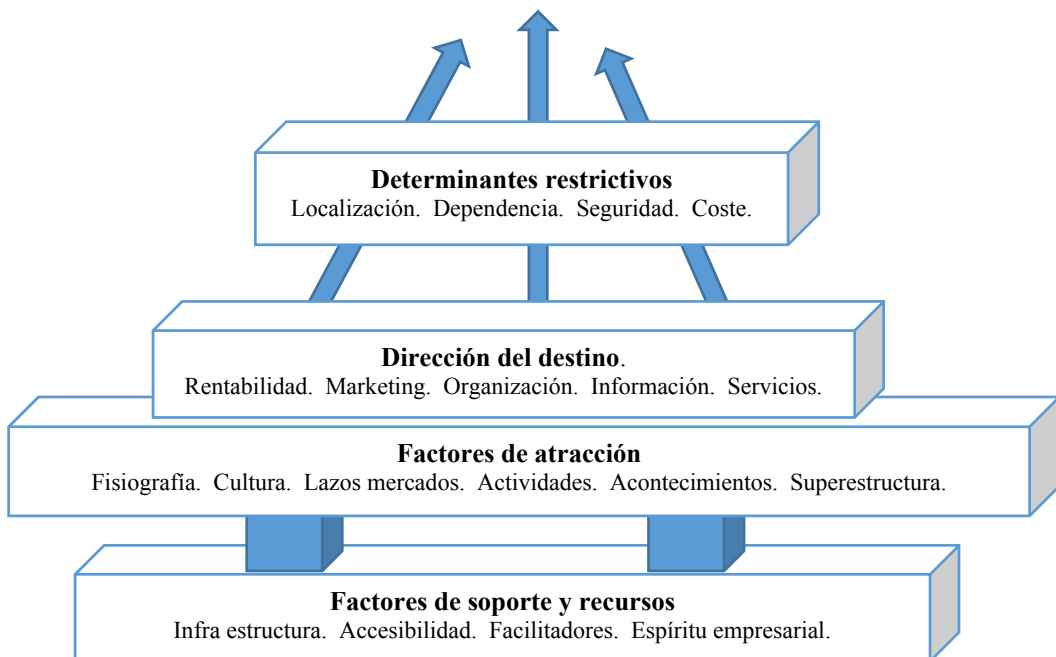 Determinantes restrictivos
Localización. Dependencia. Seguridad. Coste.
Dirección del destino.
Rentabilidad. Marketing. Organización. Información. Servicios.
Factores de atracción
Fisiografía. Cultura. Lazos mercados. Actividades. Acontecimientos. Superestructura.
Factores de soporte y recursos
Infra estructura. Accesibilidad. Facilitadores. Espíritu empresarial.